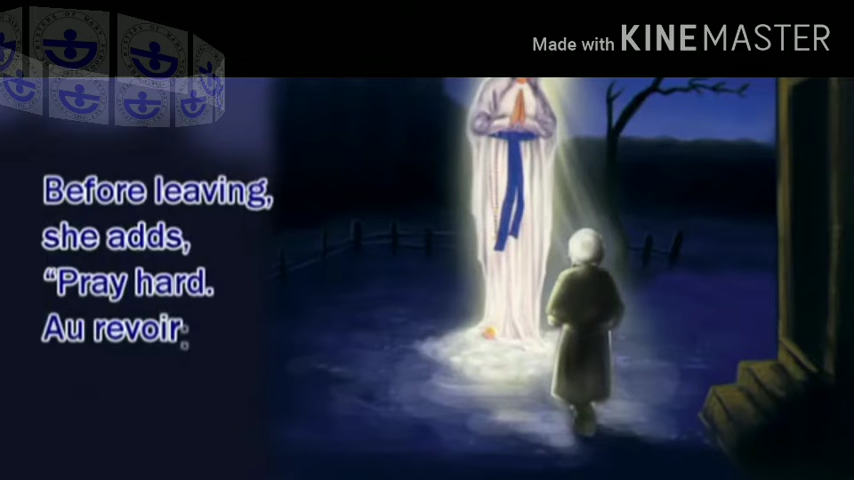 Made with KINEMASTER
Before leaving,
she adds,
“Pray hard.
Au revoir.